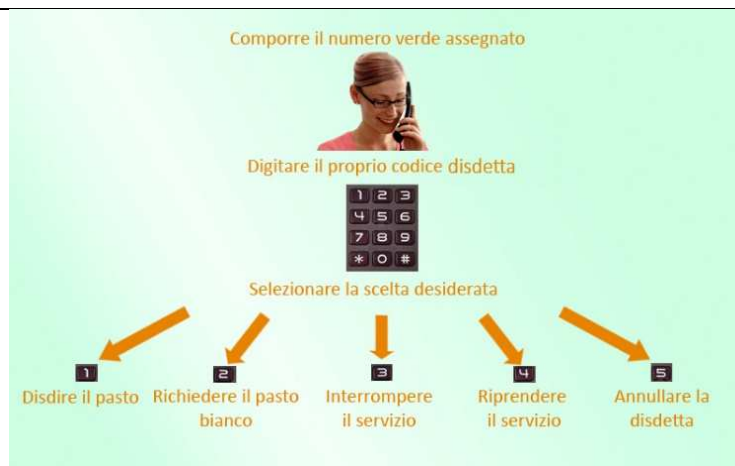 Comporre il numero verde assegnato
Digitare il proprio codice disdetta
1 2 3
4 5 6
7 8 9
* 0 #
Selezionare la scelta desiderata
1 2 3 4 5
Disdire il pasto
Richiedere il pasto
bianco
Interrompere
il servizio
Riprendere
il servizio
Annullare la
disdetta